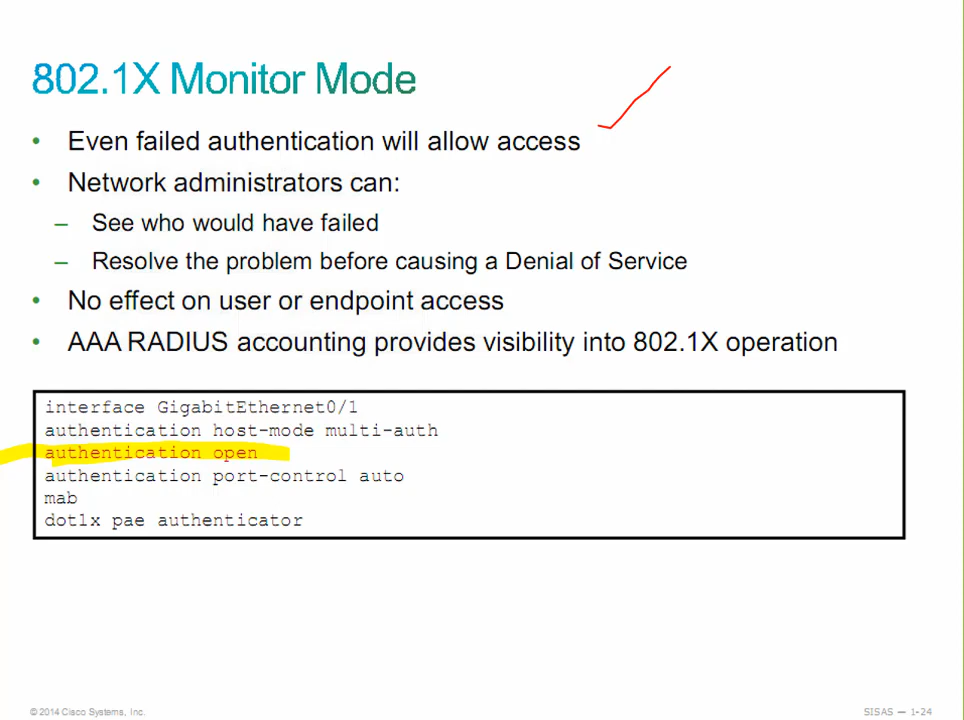 802.1X Monitor Mode
• Even failed authentication will allow access
• Network administrators can:
– See who would have failed
– Resolve the problem before causing a Denial of Service
• No effect on user or endpoint access
• AAA RADIUS accounting provides visibility into 802.1X operation
interface GigabitEthernet0/1
authentication host-mode multi-auth
authentication open
authentication port-control auto
mab
dot1x pae authenticator
© 2014 Cisco Systems, Inc.
SISAS — 1-24